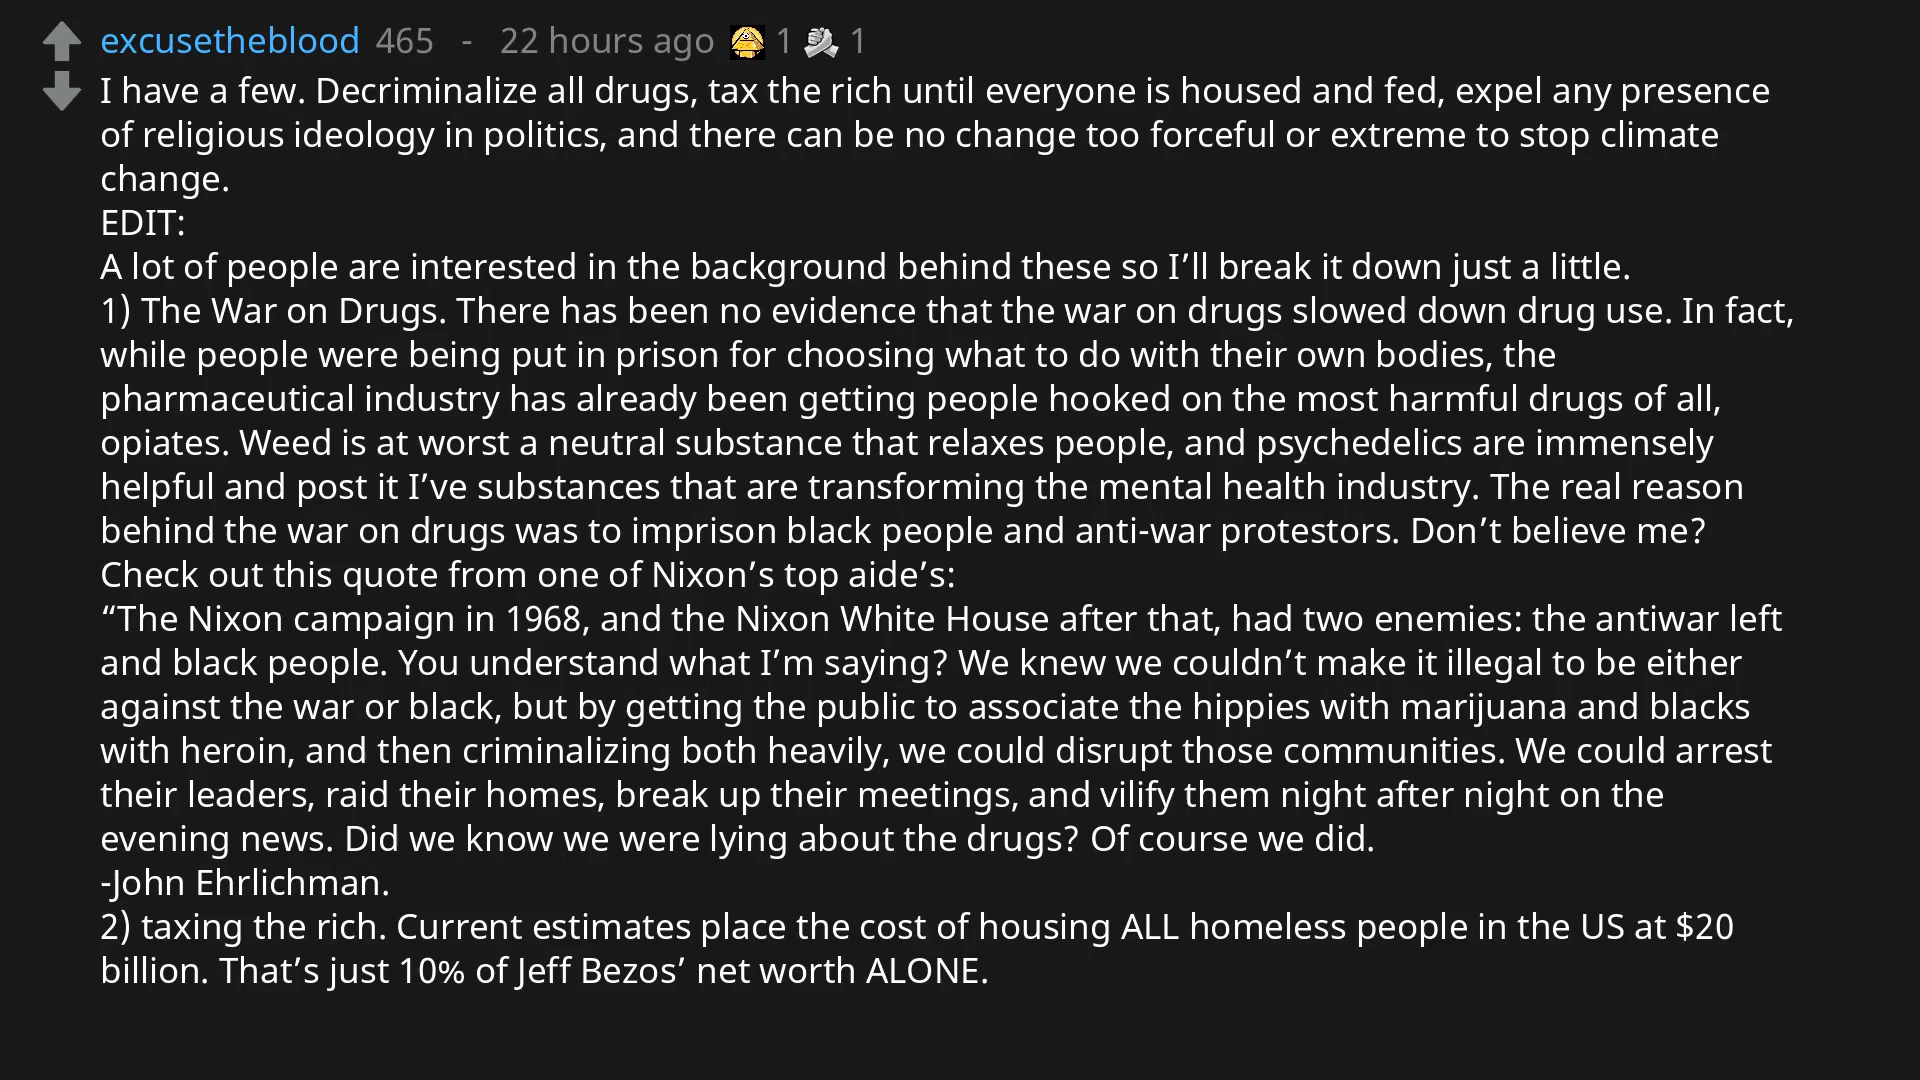 excusetheblood 465 - 22 hours ago 1 1
I have a few. Decriminalize all drugs, tax the rich until everyone is housed and fed, expel any presence
of religious ideology in politics, and there can be no change too forceful or extreme to stop climate
change.
EDIT:
A lot of people are interested in the background behind these so I’ll break it down just a little.
1) The War on Drugs. There has been no evidence that the war on drugs slowed down drug use. In fact,
while people were being put in prison for choosing what to do with their own bodies, the
pharmaceutical industry has already been getting people hooked on the most harmful drugs of all,
opiates. Weed is at worst a neutral substance that relaxes people, and psychedelics are immensely
helpful and post it I’ve substances that are transforming the mental health industry. The real reason
behind the war on drugs was to imprison black people and anti-war protestors. Don’t believe me?
Check out this quote from one of Nixon’s top aide’s:
“The Nixon campaign in 1968, and the Nixon White House after that, had two enemies: the antiwar left
and black people. You understand what I’m saying? We knew we couldn’t make it illegal to be either
against the war or black, but by getting the public to associate the hippies with marijuana and blacks
with heroin, and then criminalizing both heavily, we could disrupt those communities. We could arrest
their leaders, raid their homes, break up their meetings, and vilify them night after night on the
evening news. Did we know we were lying about the drugs? Of course we did.
-John Ehrlichman.
2) taxing the rich. Current estimates place the cost of housing ALL homeless people in the US at $20
billion. That’s just 10% of Jeff Bezos’ net worth ALONE.